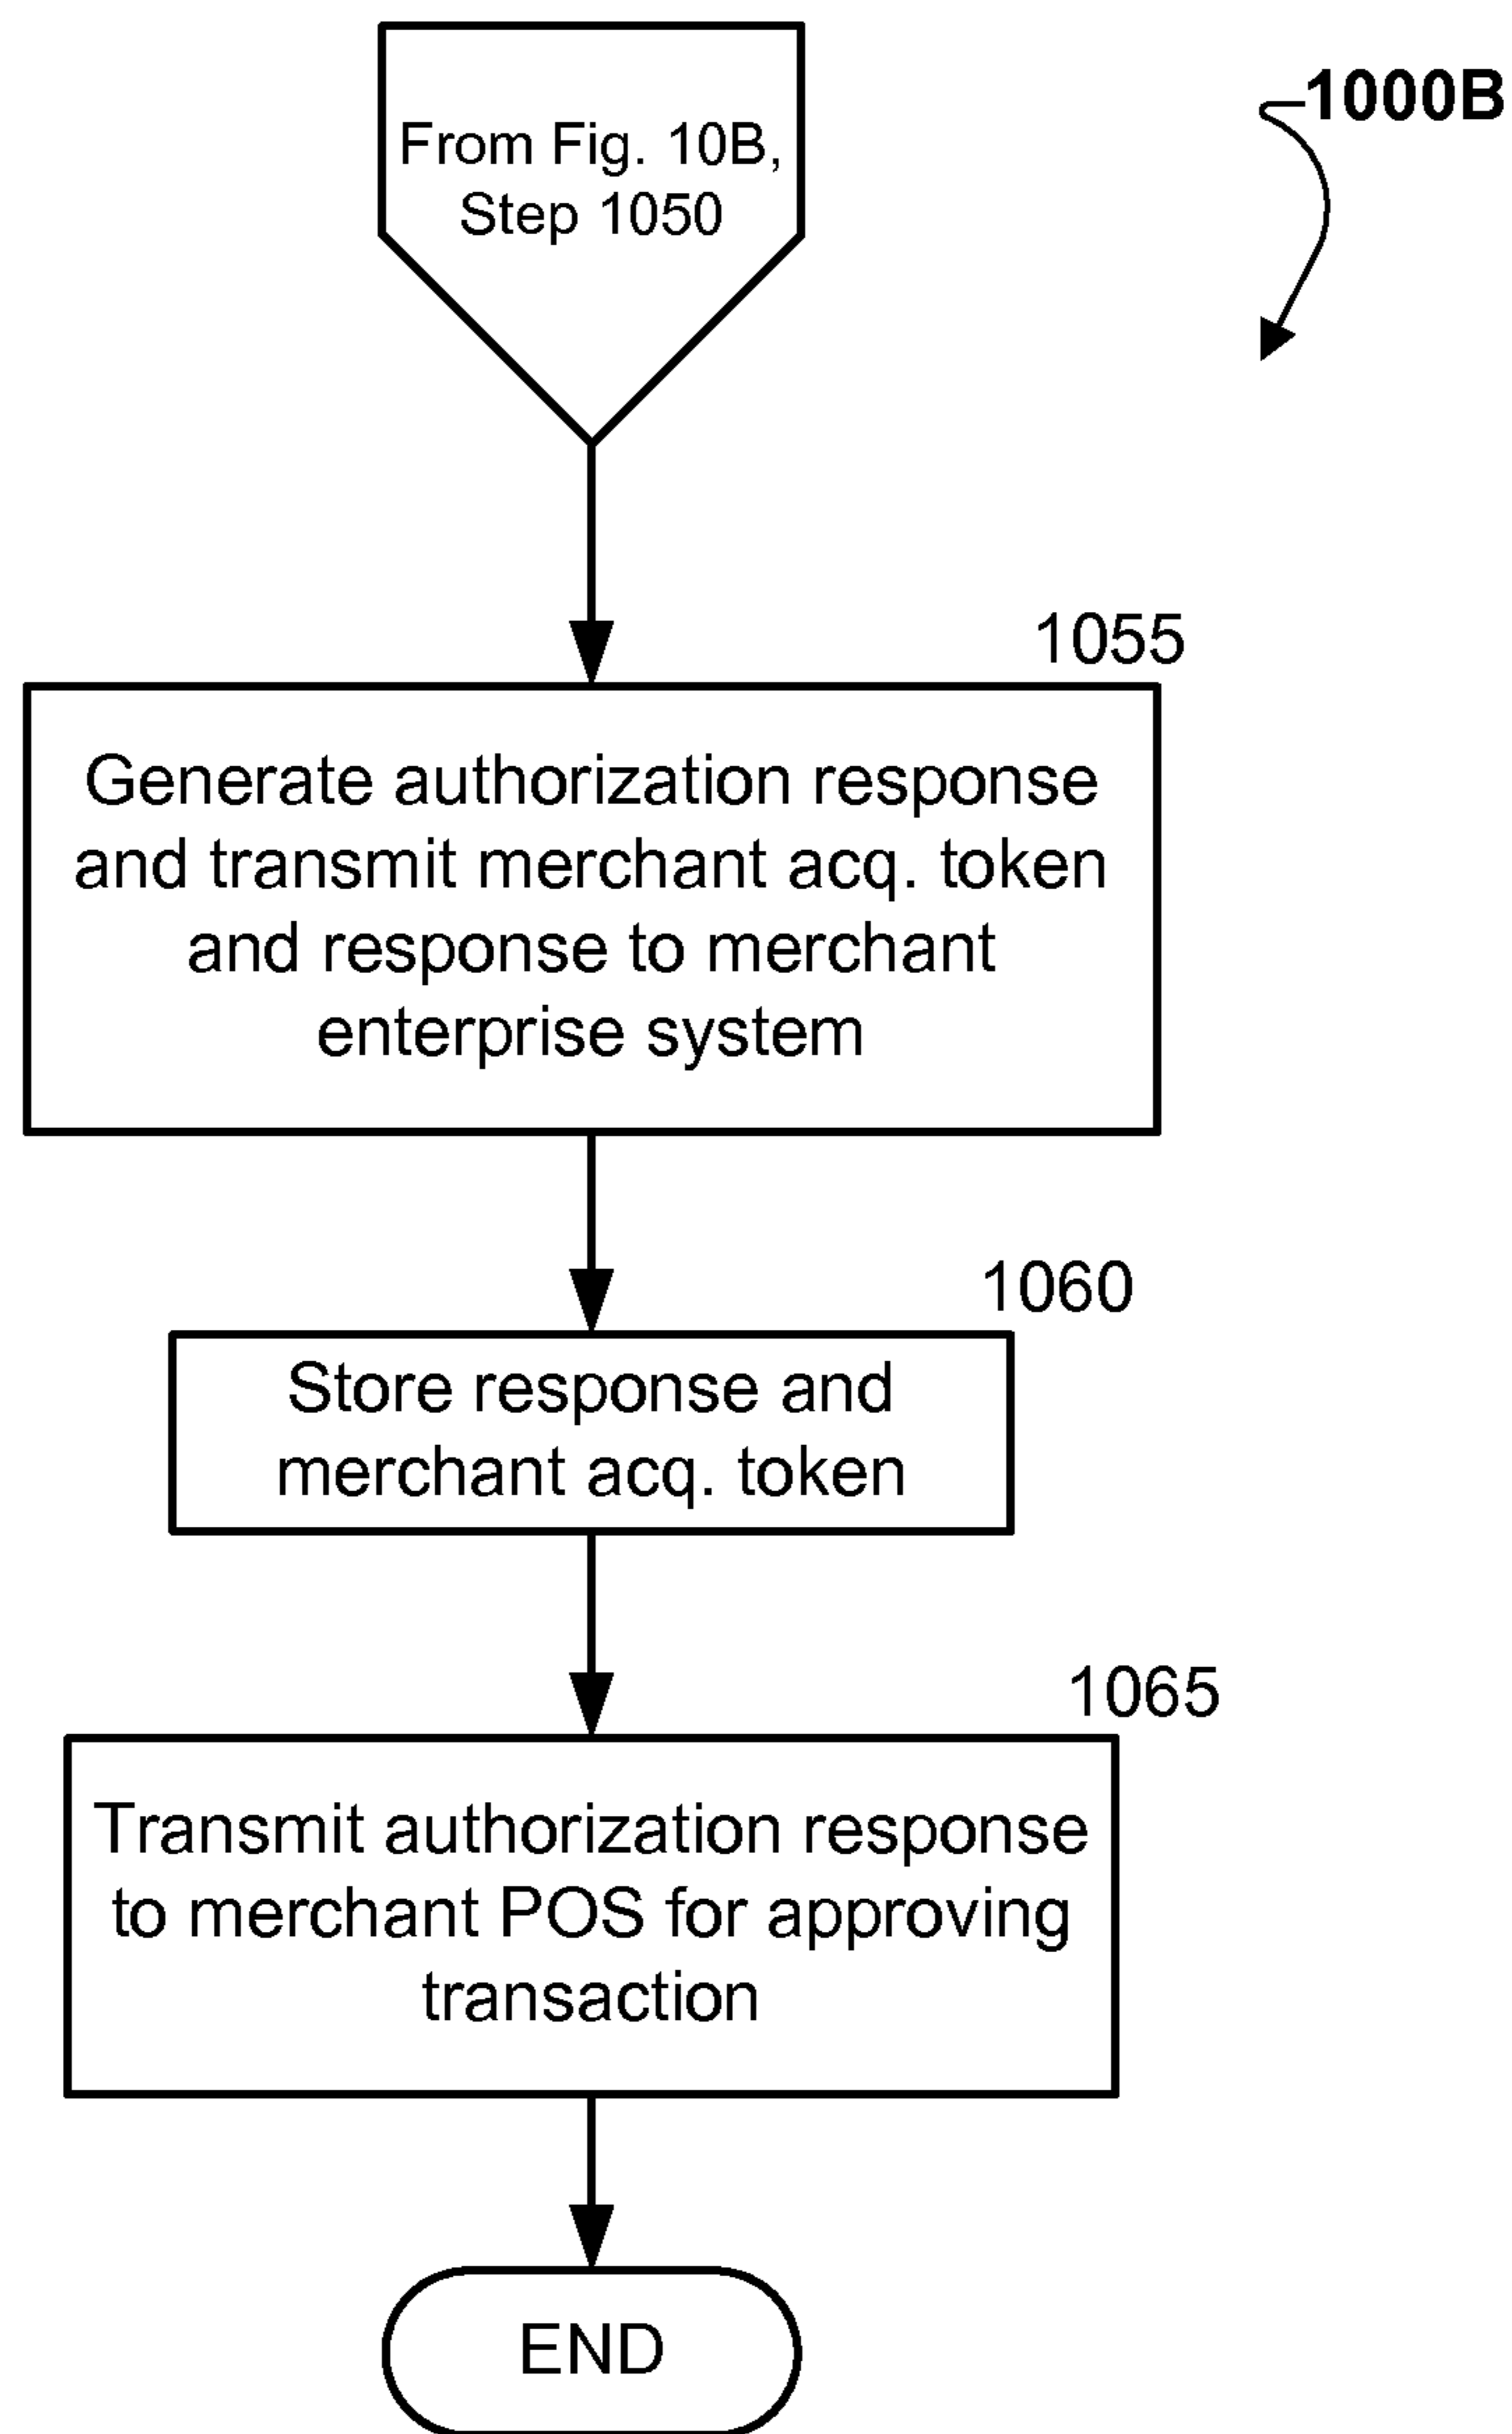 From Fig. 10B,
Step 1050
1000B
1055
Generate authorization response
and transmit merchant acq. token
and response to merchant
enterprise system
1060
Store response and
merchant acq. token
1065
Transmit authorization response
to merchant POS for approving
transaction
END